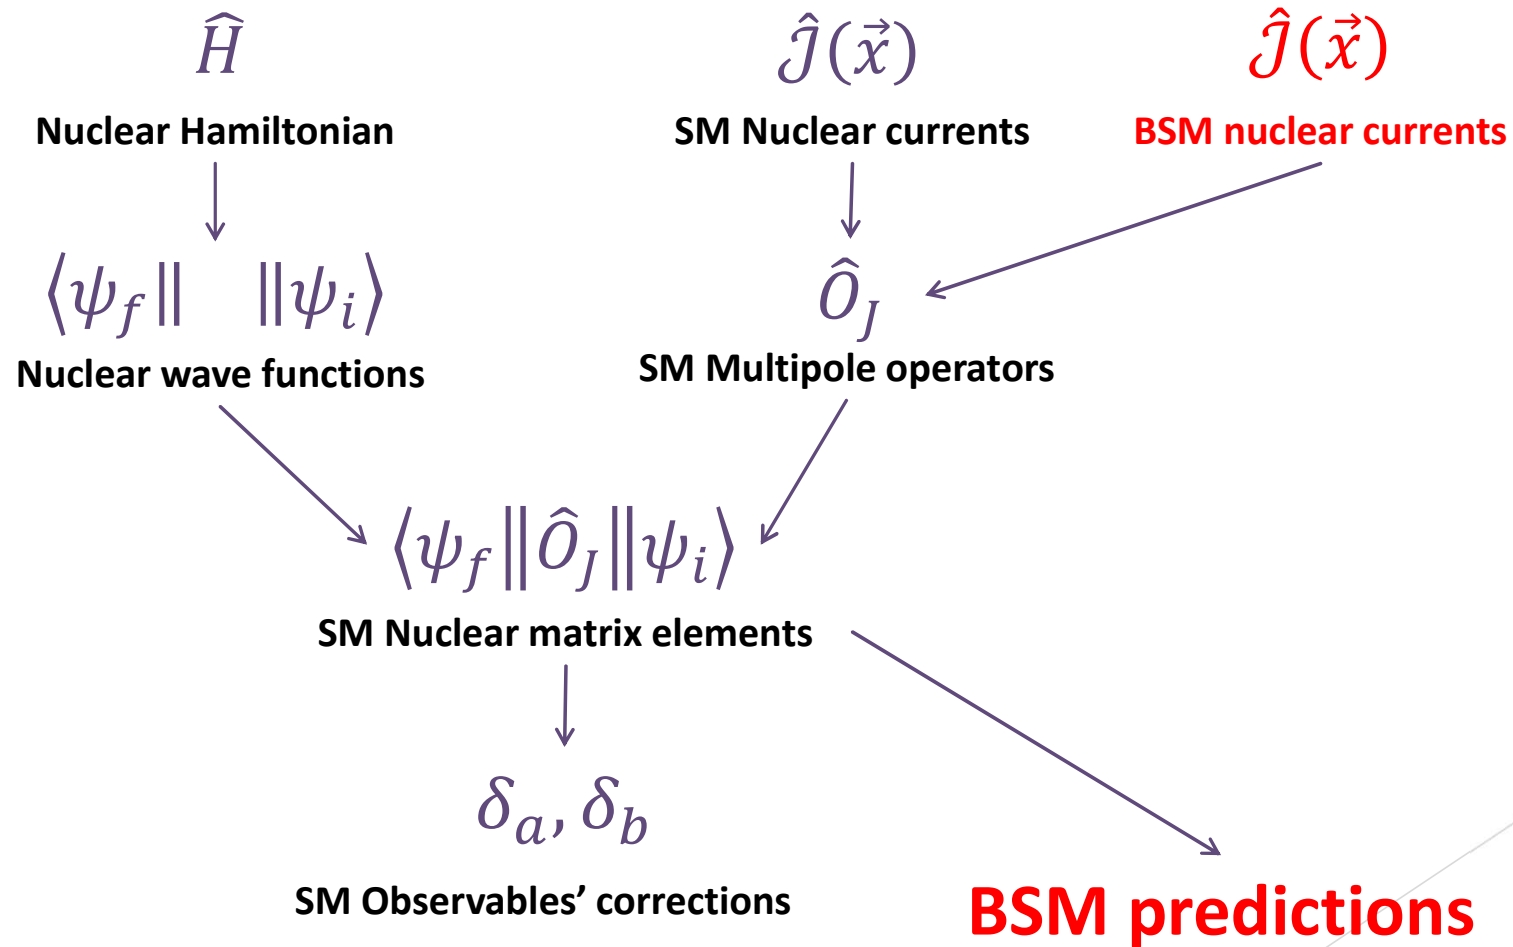 Ĥ
Nuclear Hamiltonian
𝒥̂(x⃗)
SM Nuclear currents
𝒥̂(x⃗)
BSM nuclear currents
⟨ψ_f‖ ‖ψ_i⟩
Nuclear wave functions
Ô_J
SM Multipole operators
⟨ψ_f‖Ô_J‖ψ_i⟩
SM Nuclear matrix elements
δ_a, δ_b
SM Observables’ corrections
BSM predictions